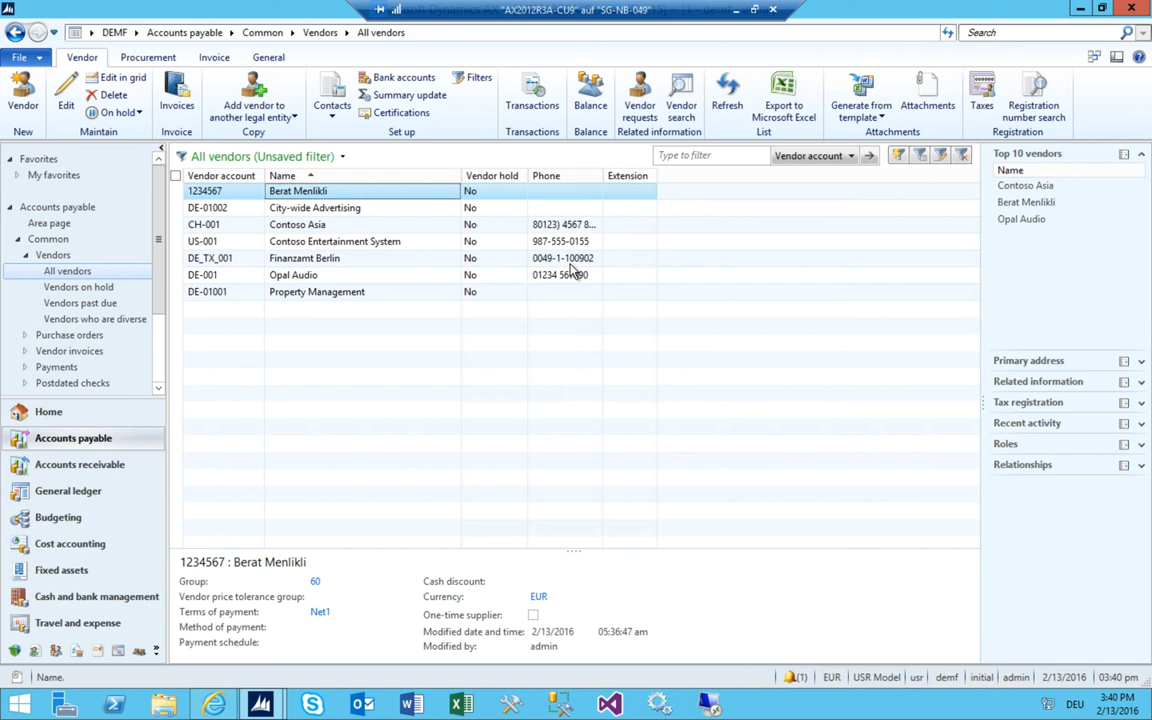 "AX2012R3A-CU9" auf "SG-NB-049"
DEMF Accounts payable Common Vendors All vendors
Search
File Vendor Procurement Invoice General
Vendor
New
Edit
Edit in grid
Delete
On hold
Maintain
Invoices
Invoice
Add vendor to
another legal entity
Copy
Contacts
Bank accounts
Summary update
Certifications
Filters
Set up
Transactions
Transactions
Balance
Balance
Vendor
requests
Vendor
search
Related information
Refresh
Export to
Microsoft Excel
List
Generate from
template
Attachments
Attachments
Taxes
Registration
number search
Registration
Favorites
My favorites
Accounts payable
Area page
Common
Vendors
All vendors
Vendors on hold
Vendors past due
Vendors who are diverse
Purchase orders
Vendor invoices
Payments
Postdated checks
Home
Accounts payable
Accounts receivable
General ledger
Budgeting
Cost accounting
Fixed assets
Cash and bank management
Travel and expense
All vendors (Unsaved filter)
Type to filter
Vendor account
Vendor account Name Vendor hold Phone Extension
1234567 Berat Menlikli No
DE-01002 City-wide Advertising No
CH-001 Contoso Asia No 80123) 4567 8...
US-001 Contoso Entertainment System No 987-555-0155
DE_TX_001 Finanzamt Berlin No 0049-1-100902
DE-001 Opal Audio No 01234
DE-01001 Property Management No
1234567 : Berat Menlikli
Group: 60
Vendor price tolerance group:
Terms of payment: Net1
Method of payment:
Payment schedule:
Cash discount:
Currency: EUR
One-time supplier:
Modified date and time: 2/13/2016 05:36:47 am
Modified by: admin
Top 10 vendors
Name
Contoso Asia
Berat Menlikli
Opal Audio
Primary address
Related information
Tax registration
Recent activity
Roles
Relationships
Name.
(1) EUR USR Model usr demf initial admin 2/13/2016 03:40 pm
DEU
3:40 PM
2/13/2016